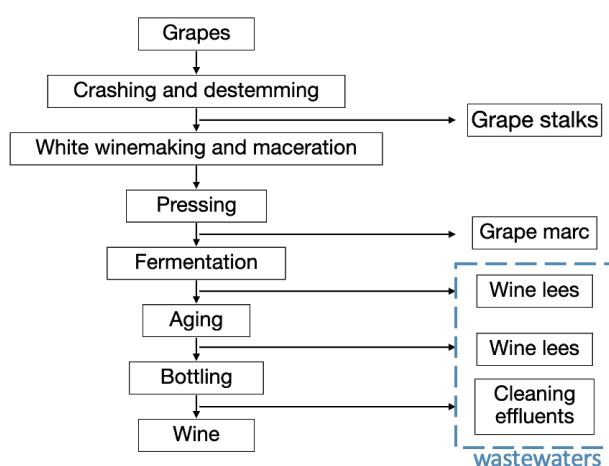 Grapes
Crashing and destemming
Grape stalks
White winemaking and maceration
Pressing
Grape marc
Fermentation
Wine lees
Aging
Wine lees
Bottling
Cleaning
effluents
Wine
wastewaters